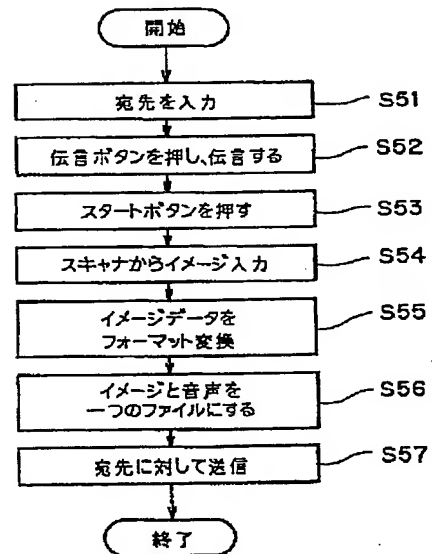 開始
宛先を入力 S51
伝言ボタンを押し、伝言する S52
スタートボタンを押す S53
スキャナからイメージ入力 S54
イメージデータを
フォーマット変換 S55
イメージと音声を
一つのファイルにする S56
宛先に対して送信 S57
終了